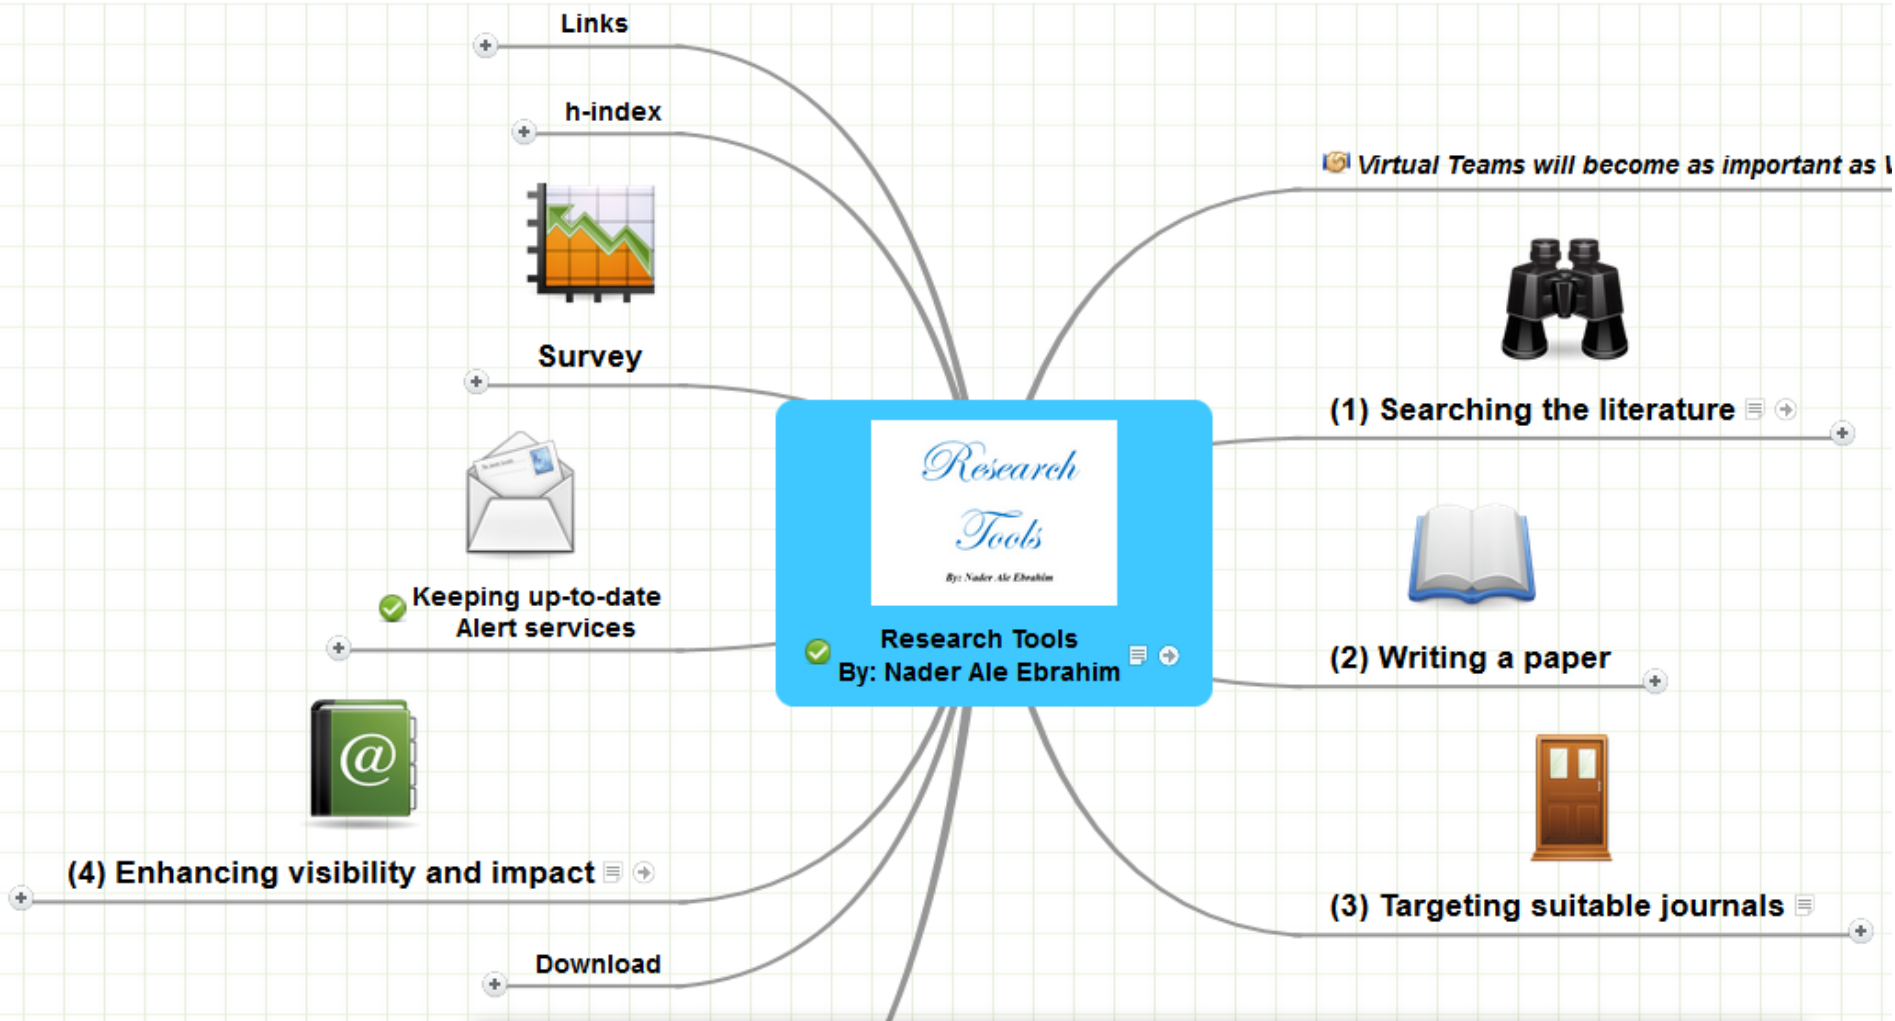 Links
h-index
Survey
Keeping up-to-date
Alert services
@
(4) Enhancing visibility and impact
Download
Research
Tools
By: Nader Ale Ebrahim
Research Tools
By: Nader Ale Ebrahim
Virtual Teams will become as important as
(1) Searching the literature
(2) Writing a paper
(3) Targeting suitable journals